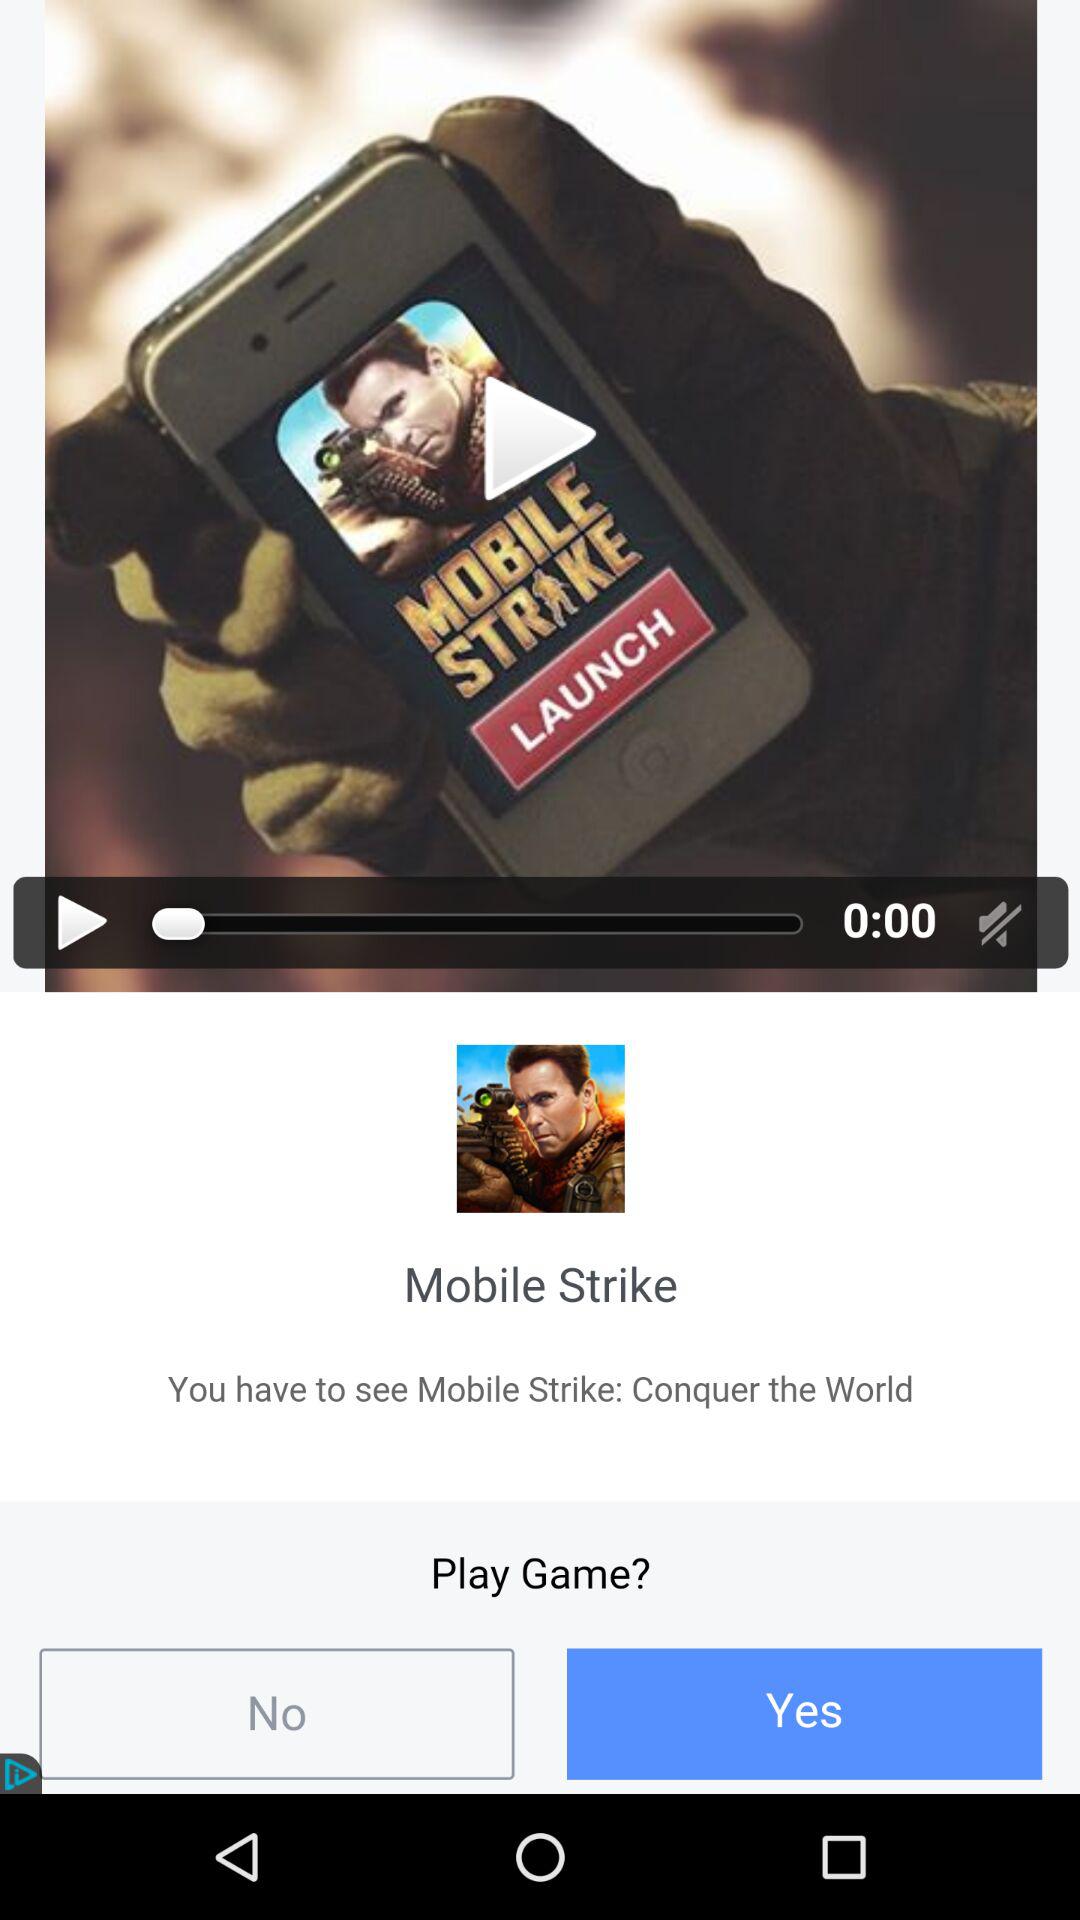 MOBILE
STRIKE
LAUNCH
0:00
Mobile Strike
You have to see Mobile Strike: Conquer the World
Play Game?
No
Yes